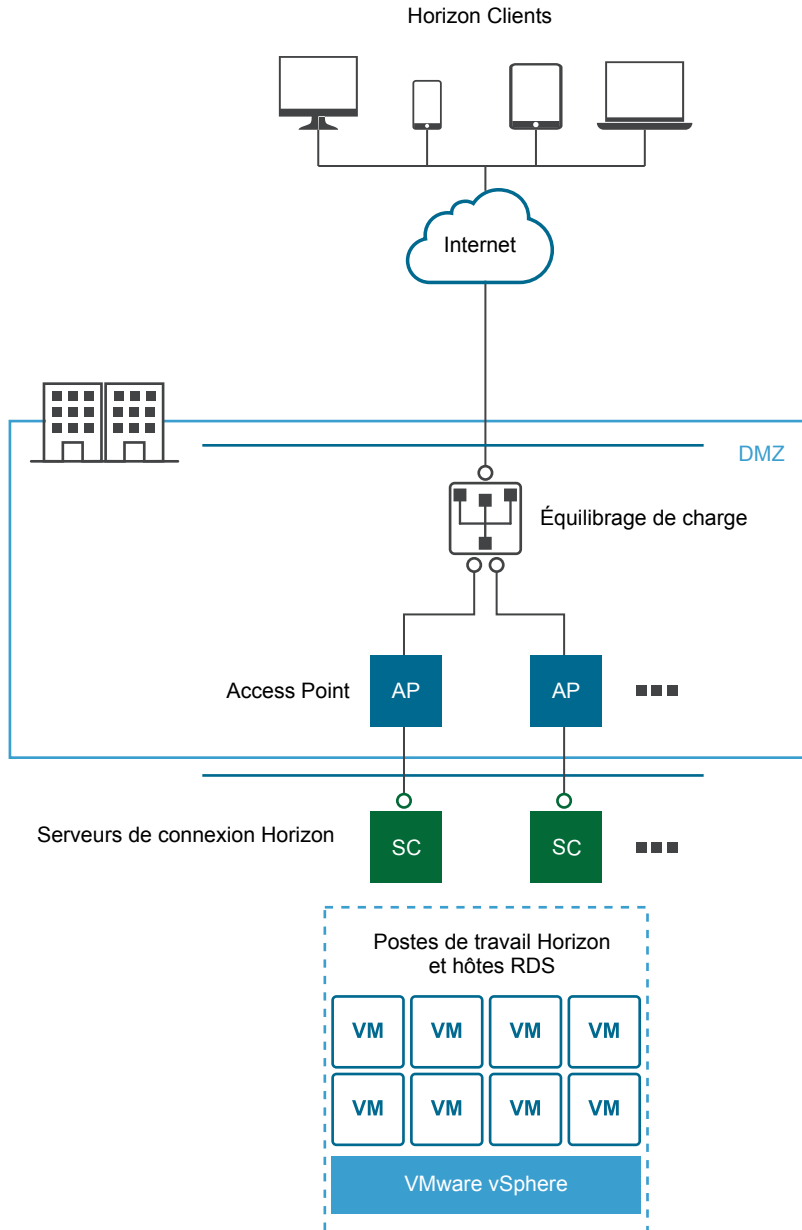 Horizon Clients
Internet
DMZ
Équilibrage de charge
Access Point
AP
AP
Serveurs de connexion Horizon
SC
SC
Postes de travail Horizon
et hôtes RDS
VM
VM
VM
VM
VM
VM
VM
VM
VMware vSphere